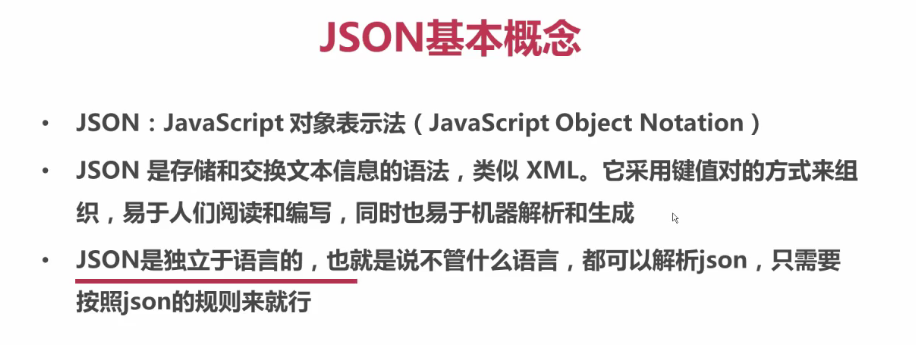 JSON基本概念
• JSON：JavaScript 对象表示法（JavaScript Object Notation）
• JSON 是存储和交换文本信息的语法，类似 XML。它采用键值对的方式来组
织，易于人们阅读和编写，同时也易于机器解析和生成
• JSON是独立于语言的，也就是说不管什么语言，都可以解析json，只需要
按照json的规则来就行